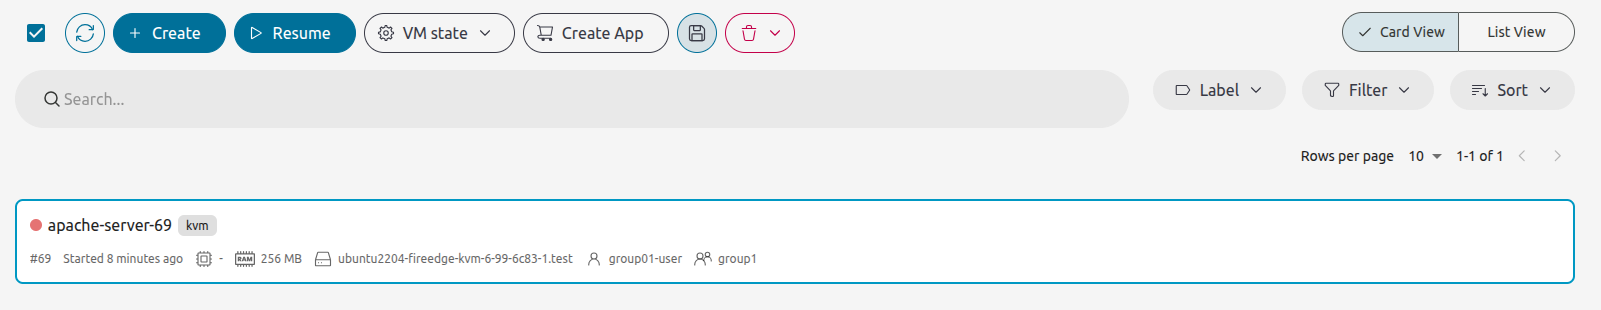 Create Resume VM state Create App Card View List View
Search... Label Filter Sort
Rows per page 10 1-1 of 1
apache-server-69 kvm
#69 Started 8 minutes ago - RAM 256 MB ubuntu2204-fireedge-kvm-6-99-6c83-1.test group01-user group1